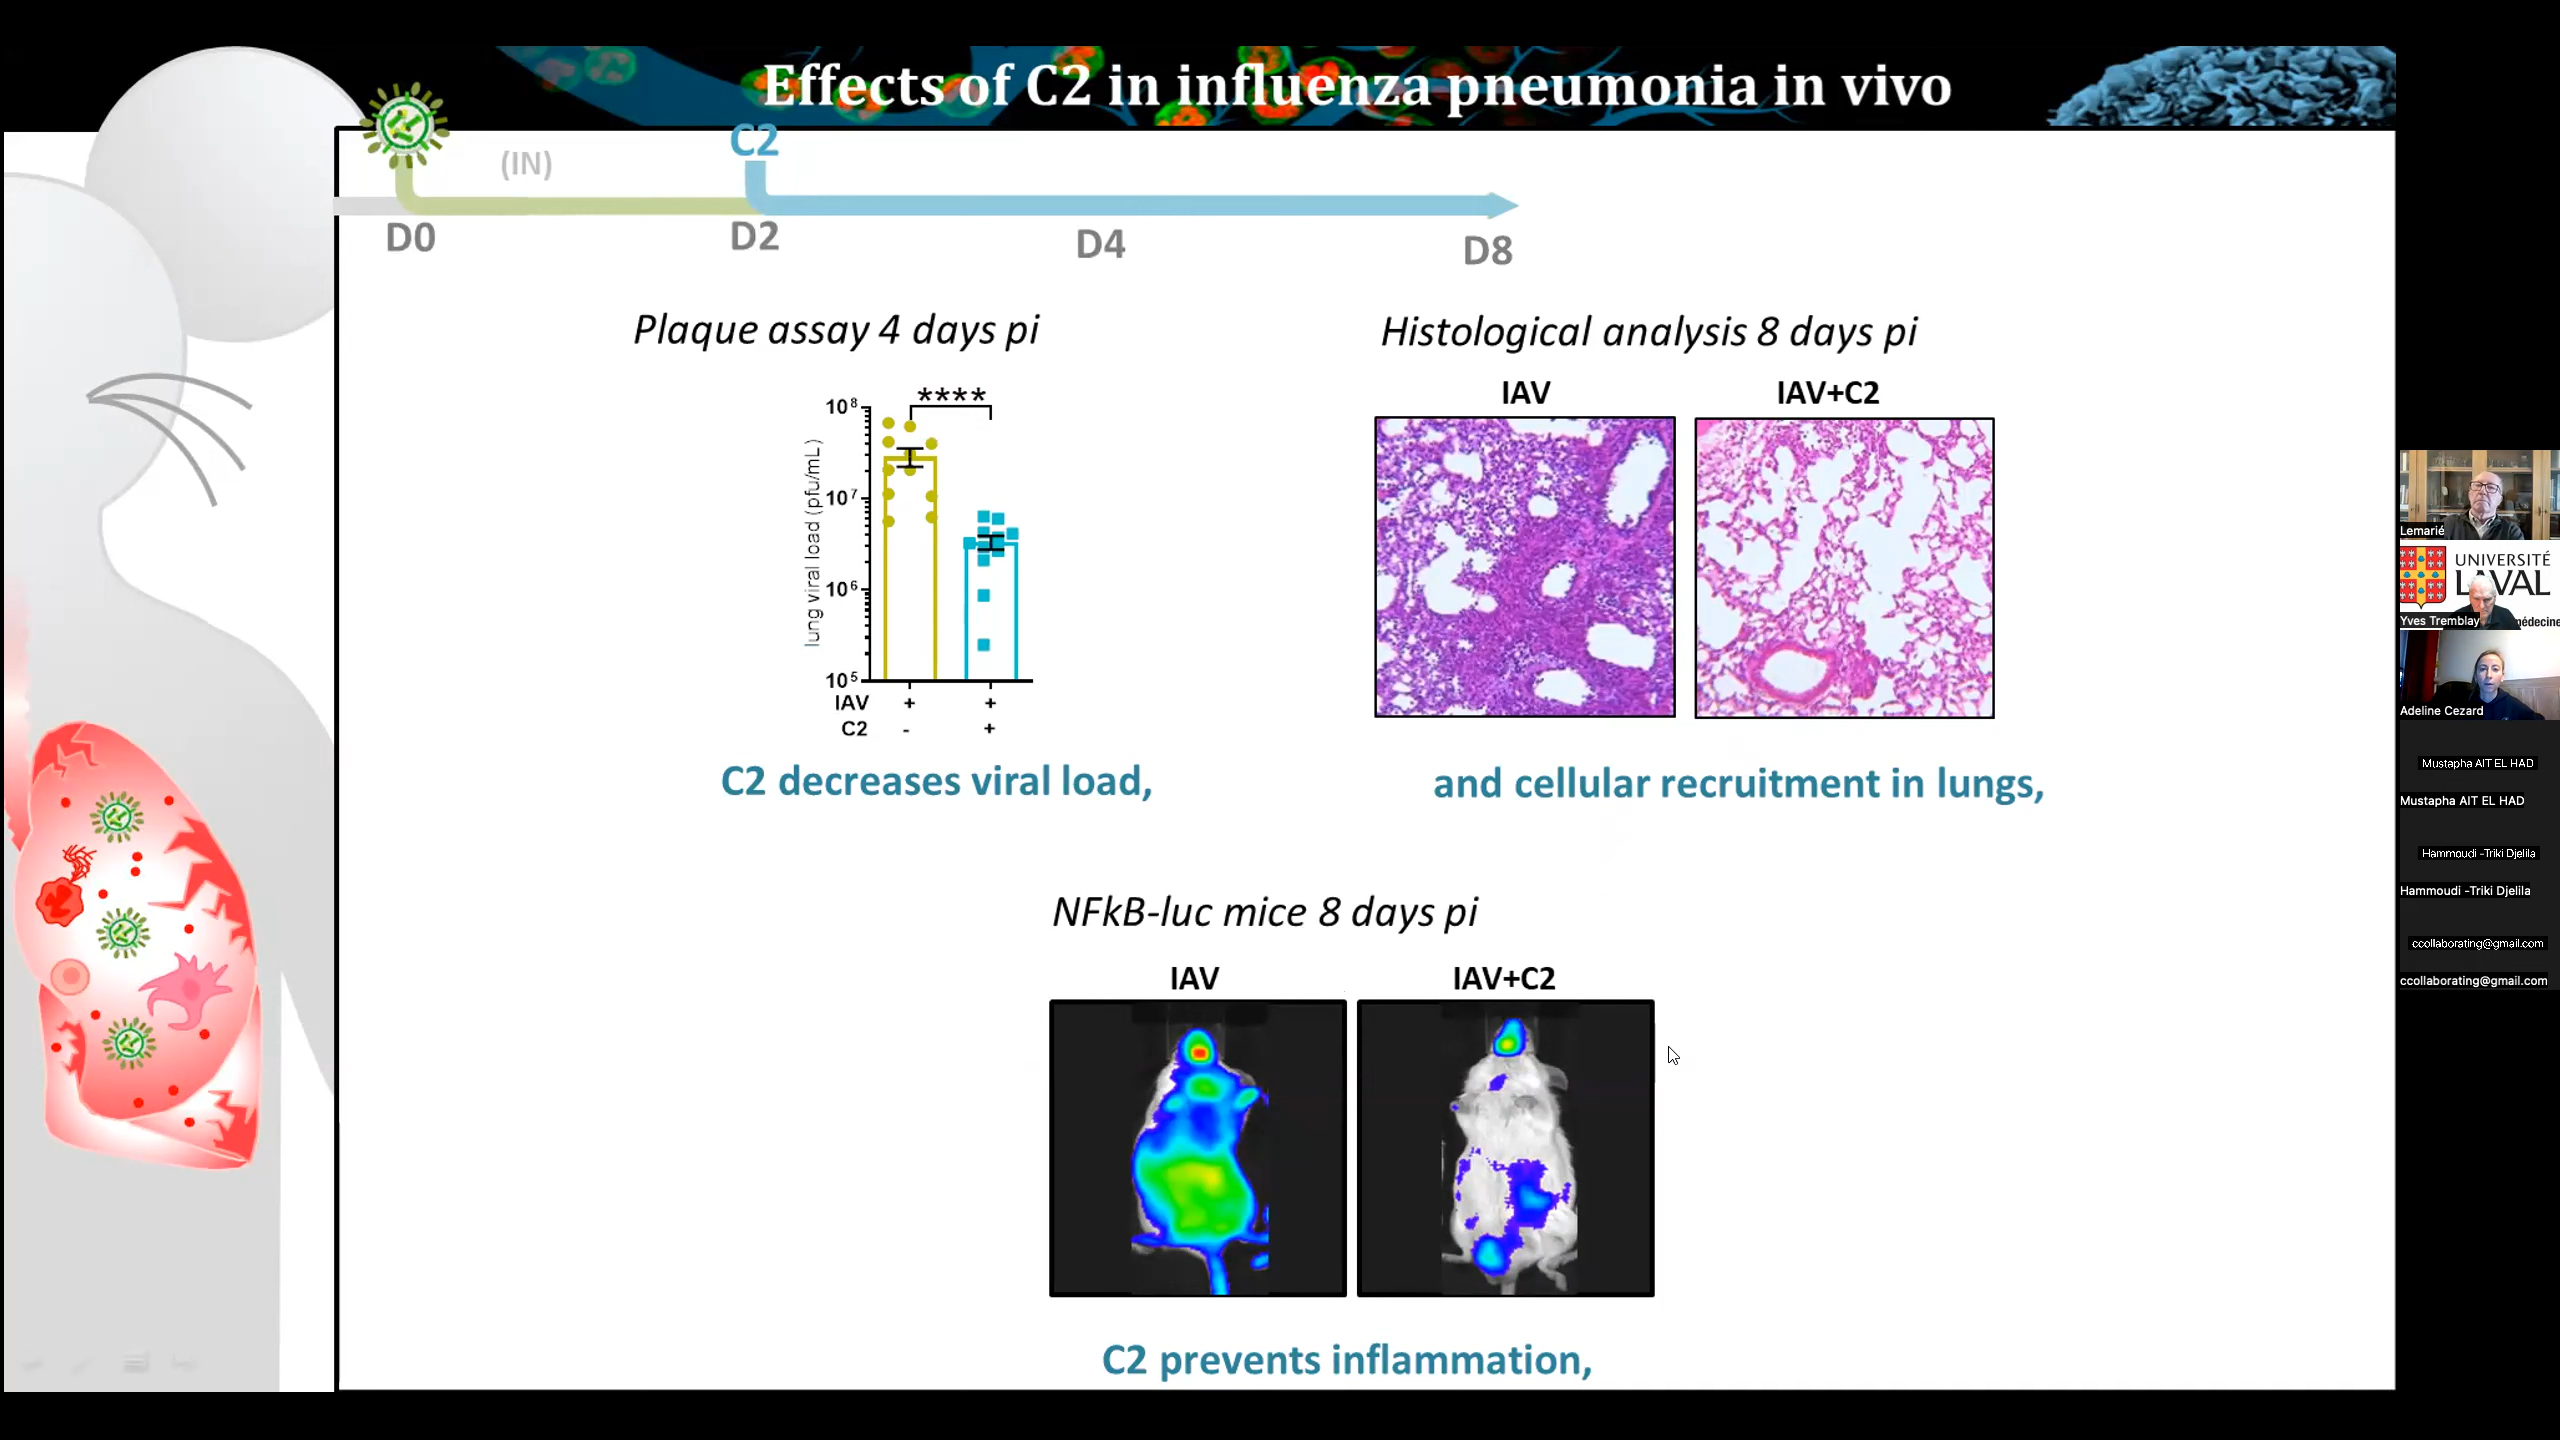 Effects of C2 in influenza pneumonia in vivo
(IN)
C2
D0
D2
D4
D8
Plaque assay 4 days pi
****
lung viral load (pfu/mL)
10⁸
10⁷
10⁶
10⁵
IAV + +
C2 - +
C2 decreases viral load,
Histological analysis 8 days pi
IAV
IAV+C2
and cellular recruitment in lungs,
NFkB-luc mice 8 days pi
IAV
IAV+C2
C2 prevents inflammation,
Lemarié
UNIVERSITÉ
LAVAL
Yves Tremblay
Adeline Cezard
Mustapha AIT EL HAD
Mustapha AIT EL HAD
Hammoudi -Triki Djelila
Hammoudi -Triki Djelila
ccollaborating@gmail.com
ccollaborating@gmail.com